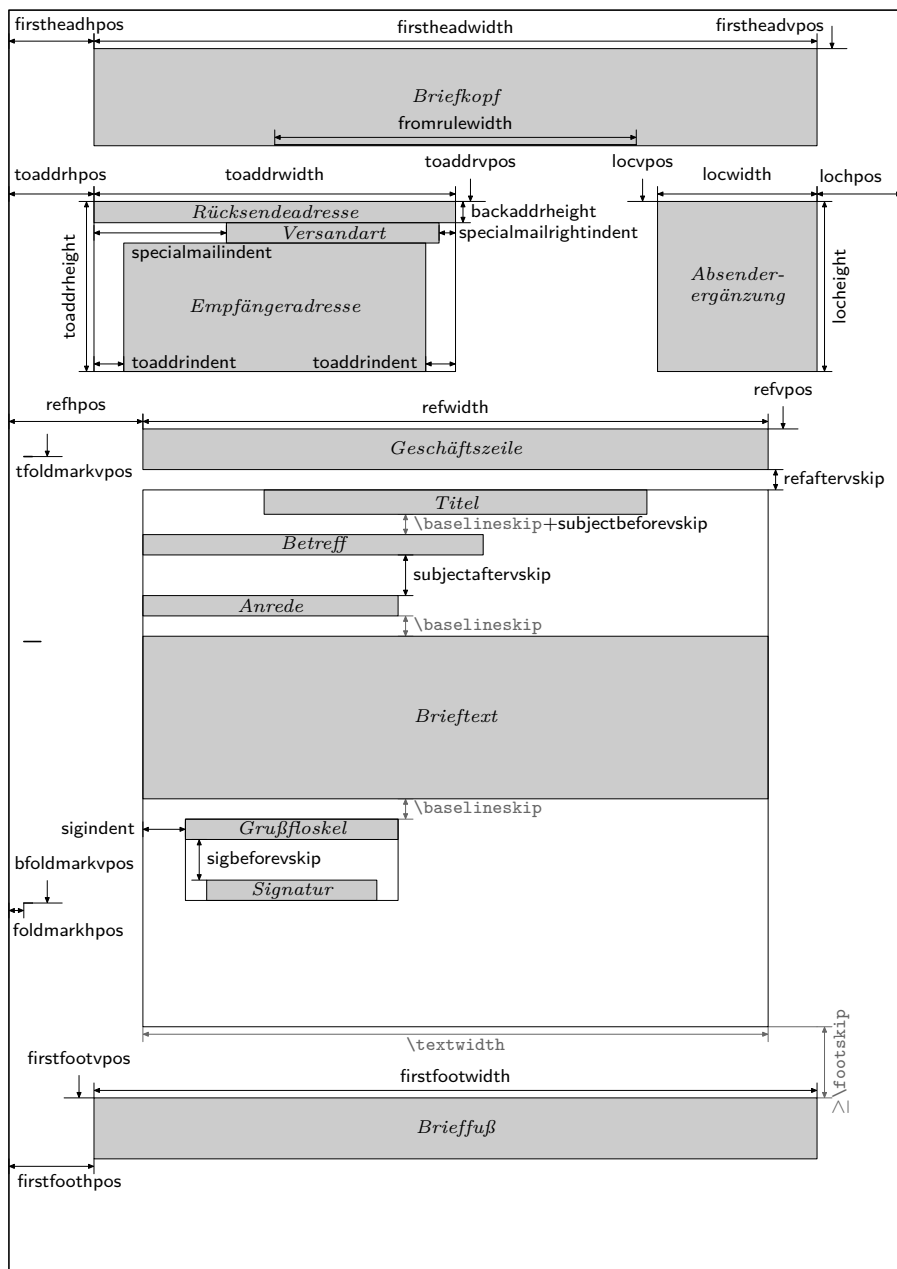 firstheadhpos
firstheadwidth
firstheadvpos
Briefkopf
fromrulewidth
toaddrvpos
locvpos
toaddrhpos
toaddrwidth
locwidth
lochpos
Rücksendeadresse
backaddrheight
Versandart
specialmailrightindent
specialmailindent
toaddrheight
Empfängeradresse
Absender-
ergänzung
locheight
toaddrindent
toaddrindent
refvpos
refhpos
refwidth
Geschäftszeile
tfoldmarkvpos
refaftervskip
Titel
\baselineskip+subjectbeforevskip
Betreff
subjectaftervskip
Anrede
\baselineskip
Brieftext
\baselineskip
sigindent
Grußfloskel
bfoldmarkvpos
sigbeforevskip
Signatur
foldmarkhpos
\textwidth
≥\footskip
firstfootvpos
firstfootwidth
Brieffuß
firstfoothpos